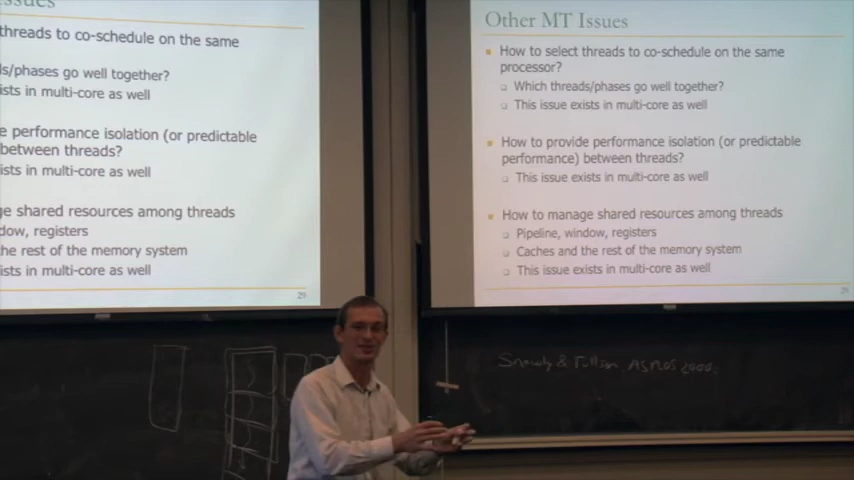 ssues
threads to co-schedule on the same
s/phases go well together?
ists in multi-core as well
e performance isolation (or predictable
between threads?
ists in multi-core as well
ge shared resources among threads
dow, registers
the rest of the memory system
ists in multi-core as well
29
Other MT Issues
How to select threads to co-schedule on the same
processor?
Which threads/phases go well together?
This issue exists in multi-core as well
How to provide performance isolation (or predictable
performance) between threads?
This issue exists in multi-core as well
How to manage shared resources among threads
Pipeline, window, registers
Caches and the rest of the memory system
This issue exists in multi-core as well
29
Snavely & Tullsen ASPLOS 2000.